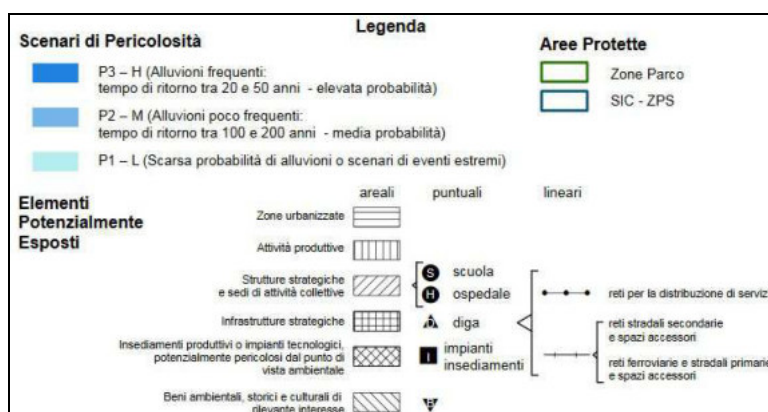 Legenda
Scenari di Pericolosità
P3 – H (Alluvioni frequenti:
tempo di ritorno tra 20 e 50 anni - elevata probabilità)
P2 – M (Alluvioni poco frequenti:
tempo di ritorno tra 100 e 200 anni - media probabilità)
P1 – L (Scarsa probabilità di alluvioni o scenari di eventi estremi)
Aree Protette
Zone Parco
SIC - ZPS
Elementi
Potenzialmente
Esposti
areali
puntuali
lineari
Zone urbanizzate
Attività produttive
Strutture strategiche
e sedi di attività collettive
Infrastrutture strategiche
Insediamenti produttivi o impianti tecnologici,
potenzialmente pericolosi dal punto di
vista ambientale
Beni ambientali, storici e culturali di
rilevante interesse
S scuola
H ospedale
D diga
I impianti
insediamenti
reti per la distribuzione di servizi
reti stradali secondarie
e spazi accessori
reti ferroviarie e stradali primarie
e spazi accessori